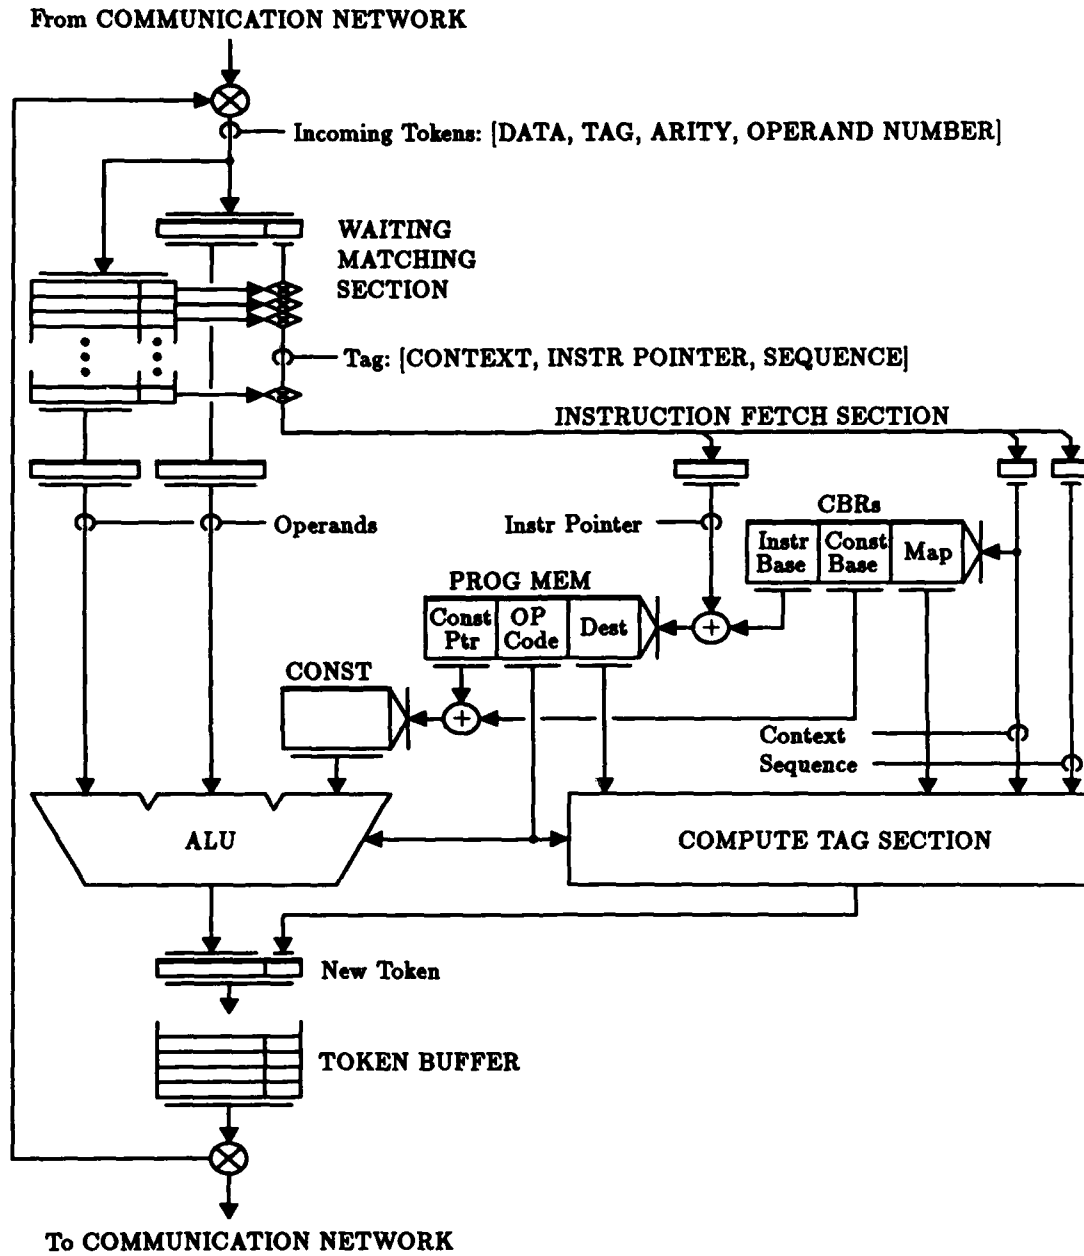 From COMMUNICATION NETWORK
Incoming Tokens: [DATA, TAG, ARITY, OPERAND NUMBER]
WAITING
MATCHING
SECTION
Tag: [CONTEXT, INSTR POINTER, SEQUENCE]
INSTRUCTION FETCH SECTION
Operands
Instr Pointer
CBRs
Instr
Base
Const
Base
Map
PROG MEM
Const
Ptr
OP
Code
Dest
+
CONST
+
Context
Sequence
ALU
COMPUTE TAG SECTION
New Token
TOKEN BUFFER
To COMMUNICATION NETWORK